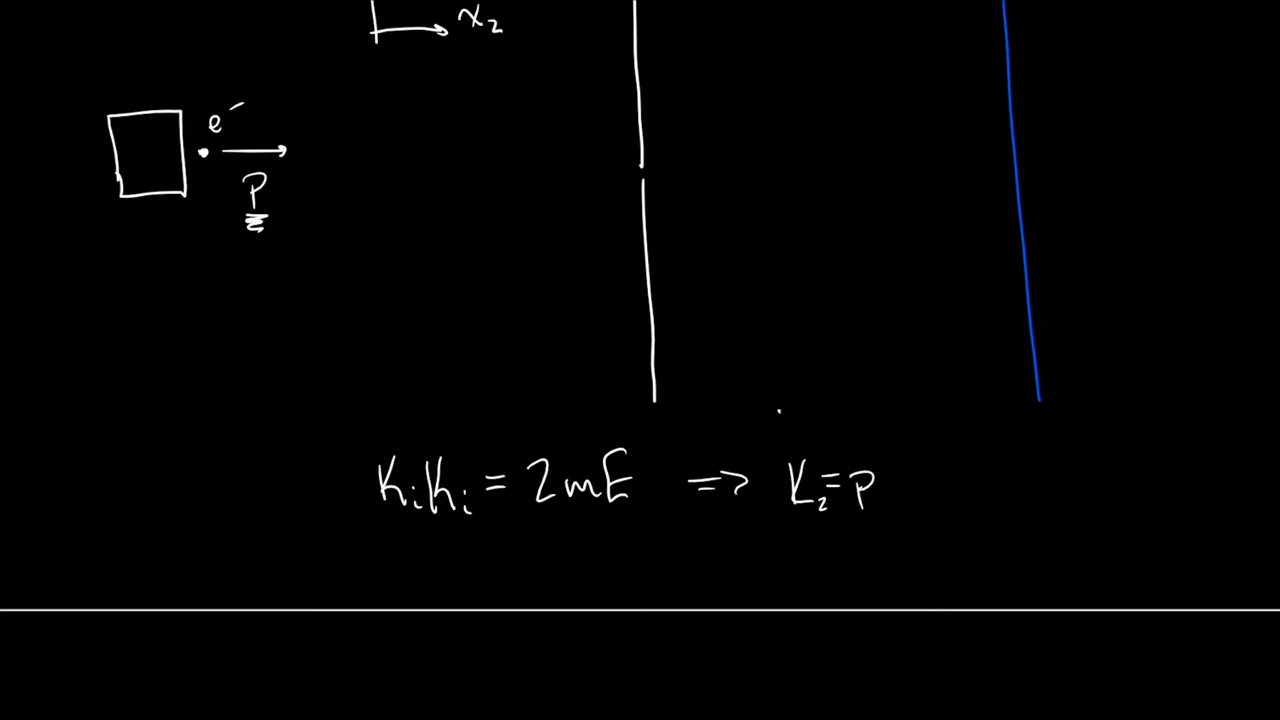 x₂
e⁻
P
KᵢKᵢ = 2mE => K₂=P